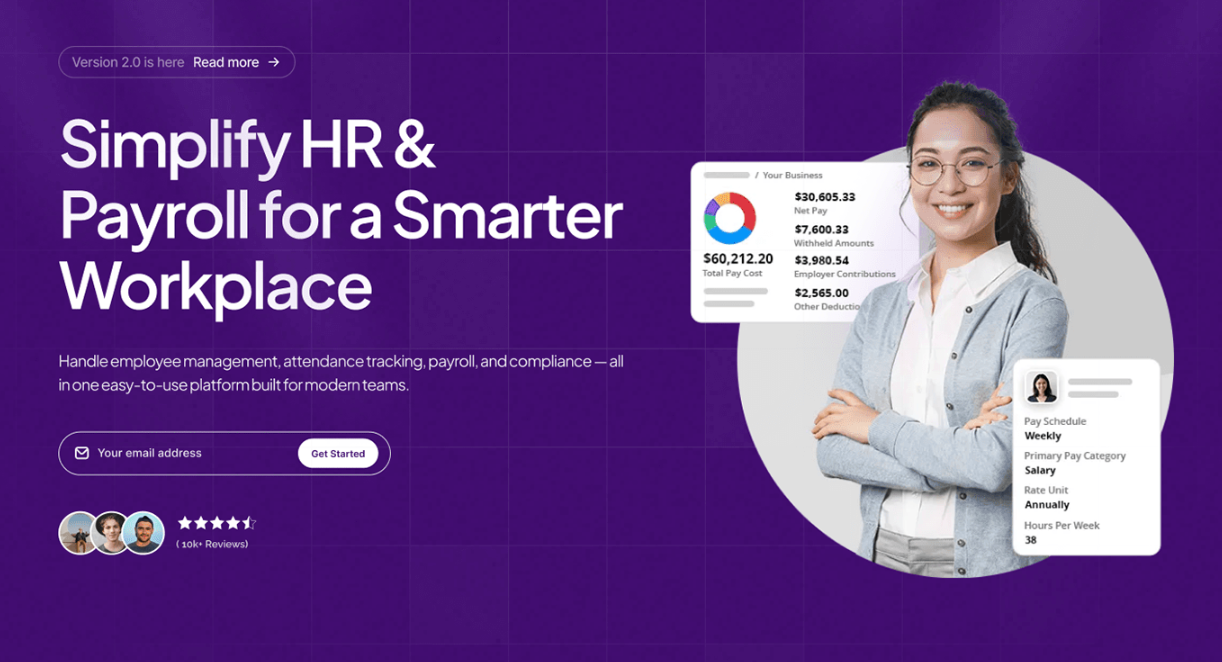 Version 2.0 is here Read more →
Simplify HR &
Payroll for a Smarter
Workplace
Handle employee management, attendance tracking, payroll, and compliance — all
in one easy-to-use platform built for modern teams.
Your email address
Get Started
( 10k+ Reviews)
/ Your Business
$30,605.33
Net Pay
$7,600.33
Withheld Amounts
$60,212.20
Total Pay Cost
$3,980.54
Employer Contributions
$2,565.00
Other Deductio
Pay Schedule
Weekly
Primary Pay Category
Salary
Rate Unit
Annually
Hours Per Week
38